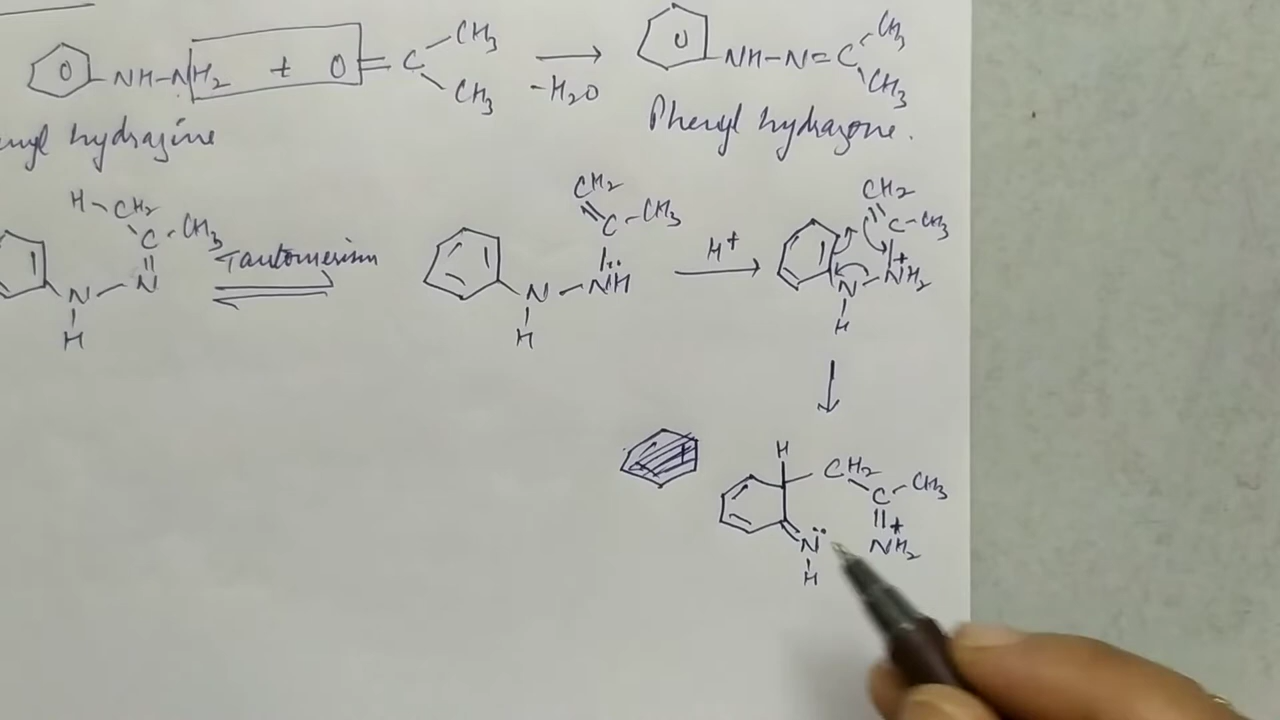 NH-NH2 + O=C CH3 CH3 -H2O NH-N=C CH3 CH3
enyl hydrazine
Phenyl hydrazone.
H-CH2 C-CH3 N N H
Tautomerism
CH2 C-CH3 NH N H
H+
CH2 C-CH3 +NH2 N H
H CH2 C-CH3 +NH2 N H